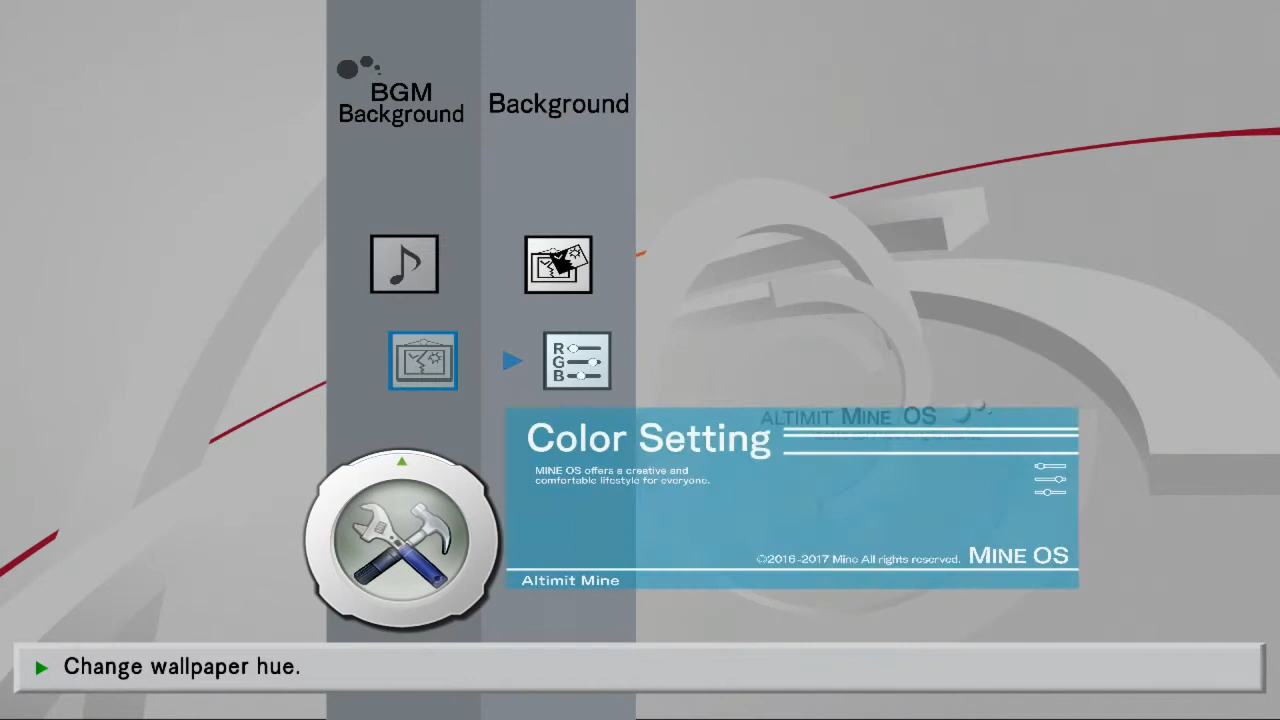 BGM
Background
Background
R
G
B
ALTIMIT MINE OS
Color Setting
MINE OS offers a creative and
comfortable lifestyle for everyone.
©2016-2017 Mine All rights reserved. MINE OS
Altimit Mine
Change wallpaper hue.